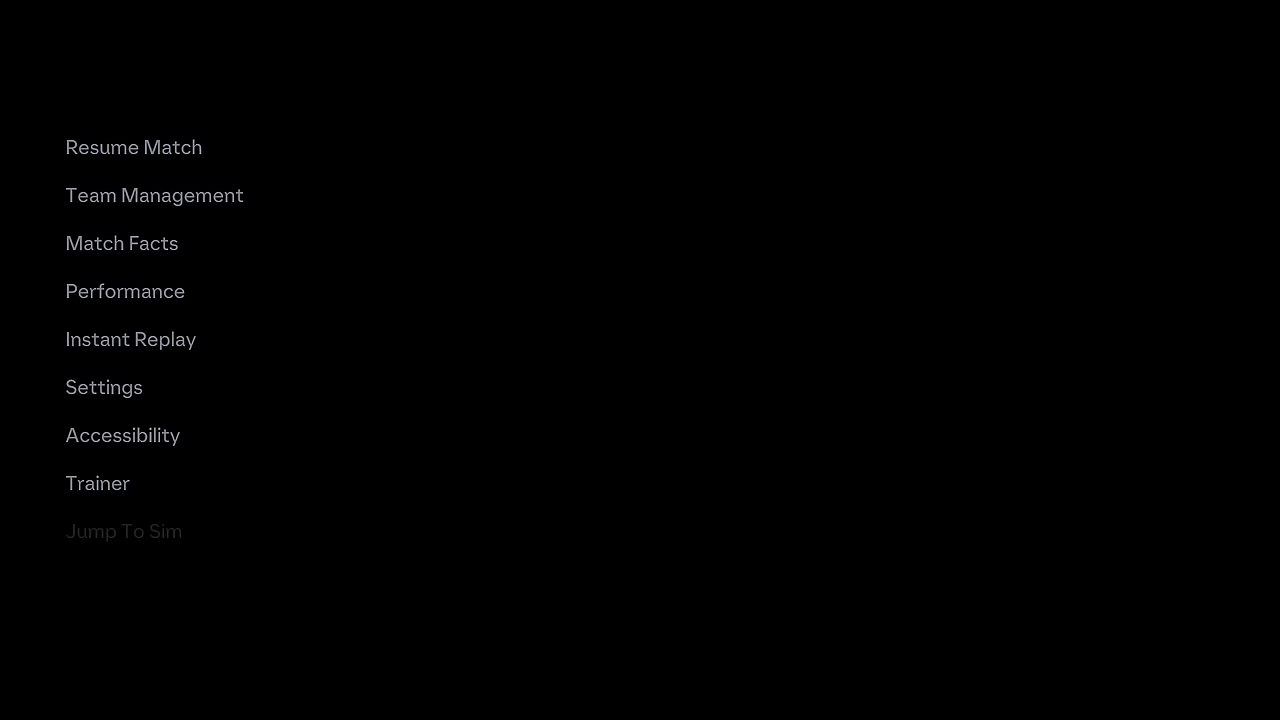 Resume Match
Team Management
Match Facts
Performance
Instant Replay
Settings
Accessibility
Trainer
Jump To Sim